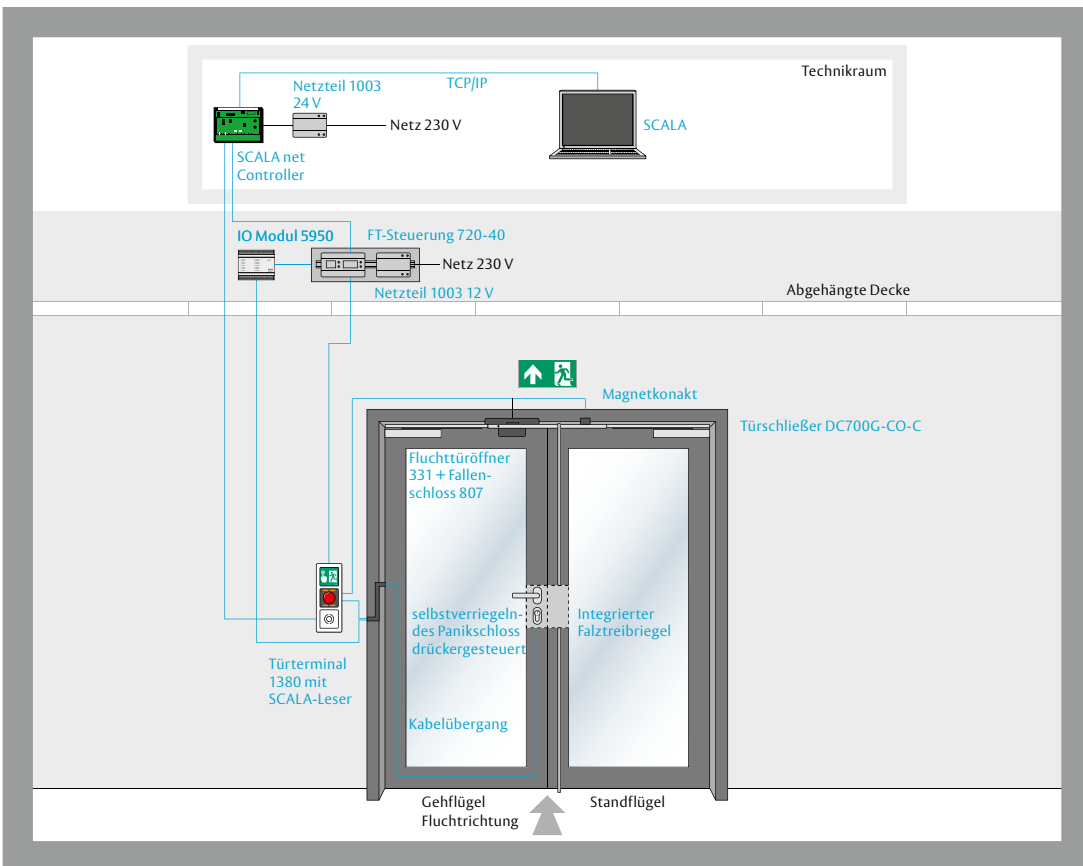 Technikraum
Netzteil 1003
24 V
TCP/IP
Netz 230 V
SCALA
SCALA net
Controller
IO Modul 5950
FT-Steuerung 720-40
Netz 230 V
Netzteil 1003 12 V
Abgehängte Decke
Magnetkonakt
Türschließer DC700G-CO-C
Fluchttüröffner
331 + Fallen-
schloss 807
selbstverriegeln-
des Panikschloss
drückergesteuert
Integrierter
Falztreibriegel
Türterminal
1380 mit
SCALA-Leser
Kabelübergang
Gehflügel
Fluchtrichtung
Standflügel